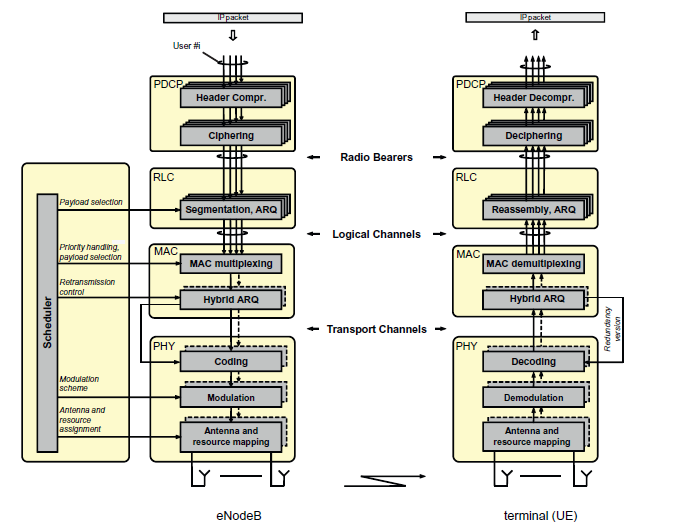 IP packet
User #i
PDCP
Header Compr.
Ciphering
RLC
Segmentation, ARQ
MAC
MAC multiplexing
Hybrid ARQ
PHY
Coding
Modulation
Antenna and
resource mapping
eNodeB
Scheduler
Payload selection
Priority handling,
payload selection
Retransmission
control
Modulation
scheme
Antenna and
resource
assignment
Radio Bearers
Logical Channels
Transport Channels
IP packet
PDCP
Header Decompr.
Deciphering
RLC
Reassembly, ARQ
MAC
MAC demultiplexing
Hybrid ARQ
Redundancy
version
PHY
Decoding
Demodulation
Antenna and
resource mapping
terminal (UE)